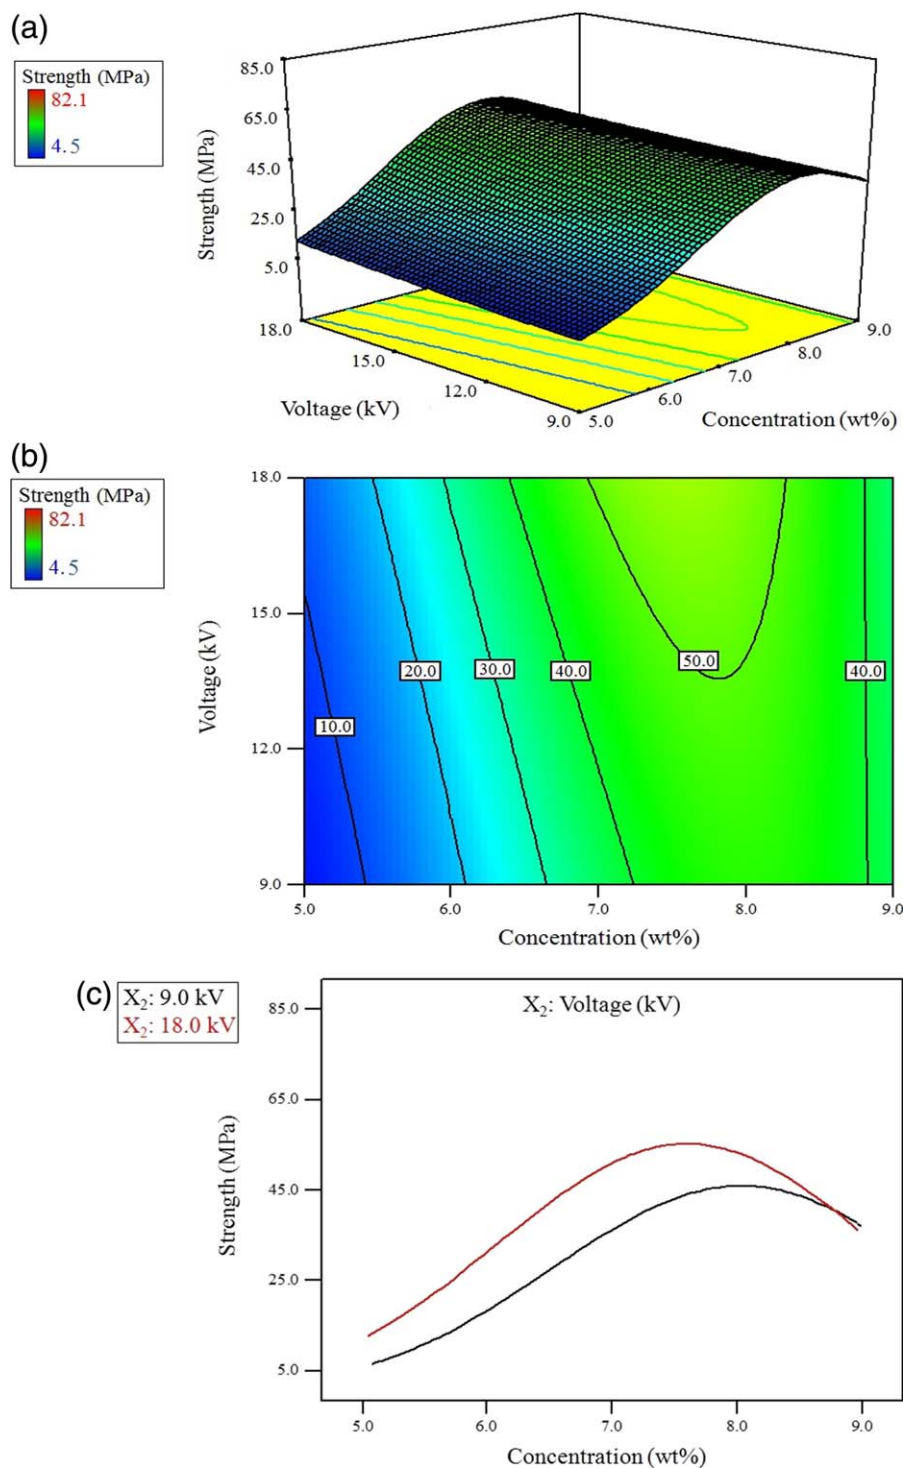 (a)
Strength (MPa)
82.1
4.5
85.0
65.0
45.0
25.0
5.0
Strength (MPa)
18.0
15.0
12.0
9.0
Voltage (kV)
5.0
6.0
7.0
8.0
9.0
Concentration (wt%)
(b)
Strength (MPa)
82.1
4.5
18.0
15.0
12.0
9.0
Voltage (kV)
10.0
20.0
30.0
40.0
50.0
40.0
5.0
6.0
7.0
8.0
9.0
Concentration (wt%)
(c)
X₂: 9.0 kV
X₂: 18.0 kV
X₂: Voltage (kV)
85.0
65.0
45.0
25.0
5.0
Strength (MPa)
5.0
6.0
7.0
8.0
9.0
Concentration (wt%)